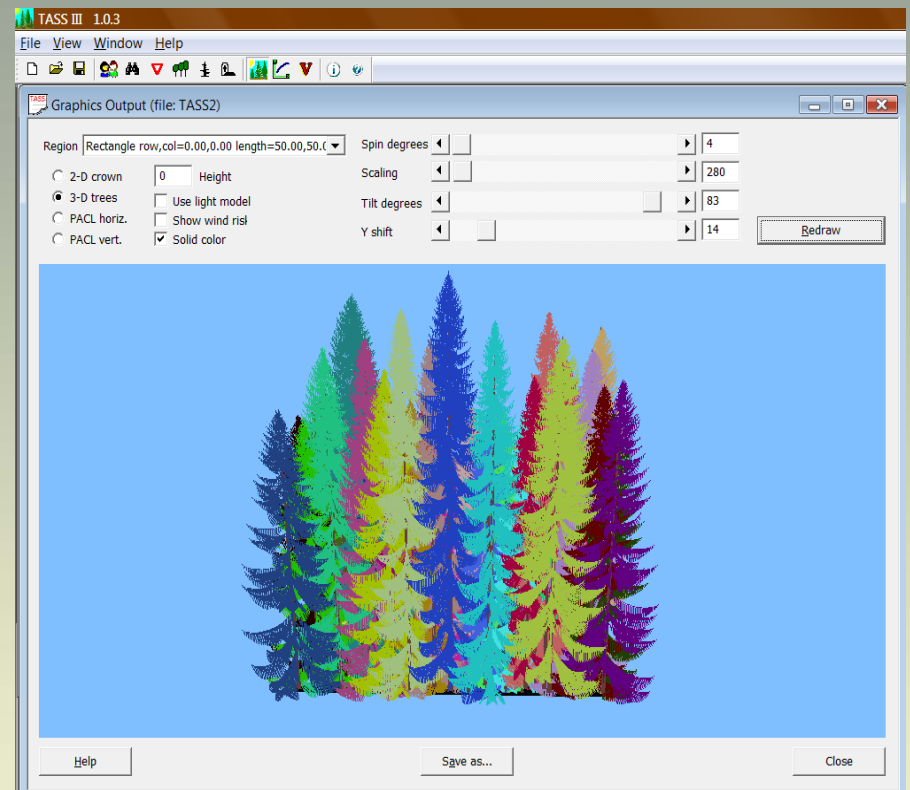 TASS III 1.0.3
File View Window Help
TASS Graphics Output (file: TASS2)
Region Rectangle row,col=0.00,0.00 length=50.00,50.0
2-D crown 0 Height
3-D trees Use light model
PACL horiz. Show wind risk
PACL vert. Solid color
Spin degrees 4
Scaling 280
Tilt degrees 83
Y shift 14
Redraw
Help Save as... Close